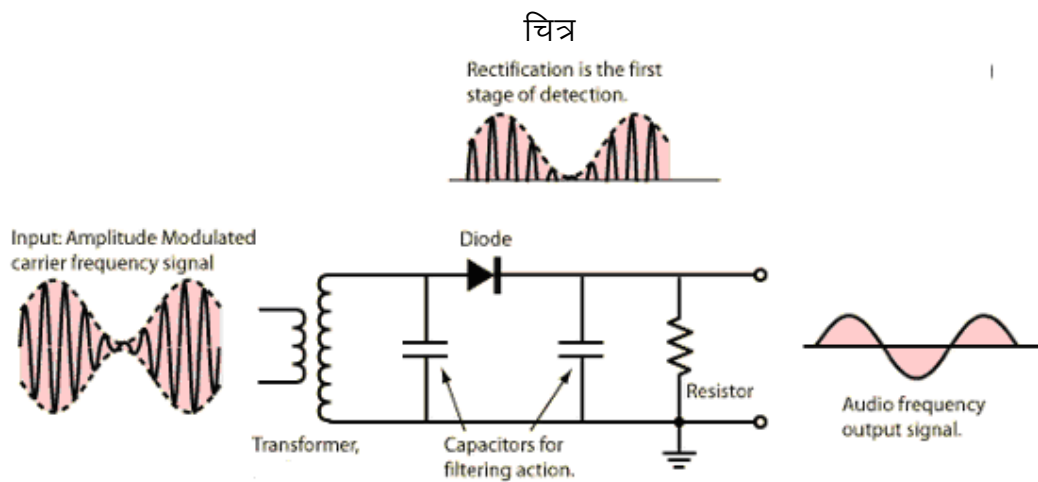 चित्र
Rectification is the first
stage of detection.
Input: Amplitude Modulated
carrier frequency signal
Diode
Resistor
Transformer,
Capacitors for
filtering action.
Audio frequency
output signal.